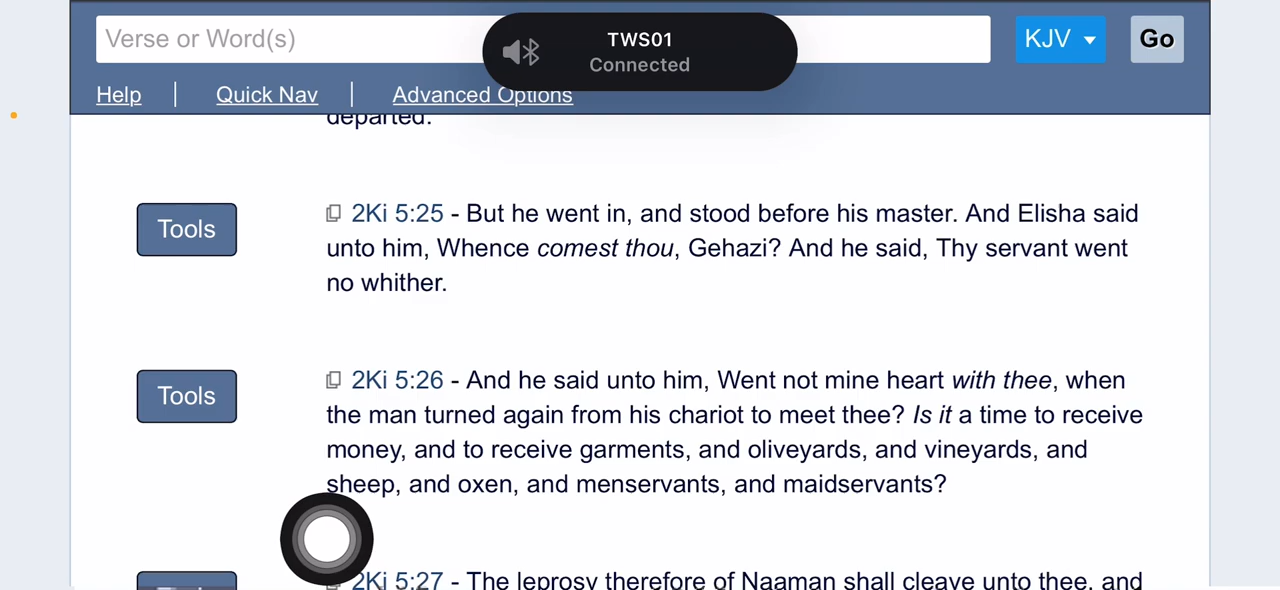 Verse or Word(s)
TWS01
Connected
KJV
Go
Help
Quick Nav
Advanced Options
departed.
Tools
2Ki 5:25 - But he went in, and stood before his master. And Elisha said
unto him, Whence comest thou, Gehazi? And he said, Thy servant went
no whither.
Tools
2Ki 5:26 - And he said unto him, Went not mine heart with thee, when
the man turned again from his chariot to meet thee? Is it a time to receive
money, and to receive garments, and oliveyards, and vineyards, and
sheep, and oxen, and menservants, and maidservants?
2Ki 5:27 - The leprosy therefore of Naaman shall cleave unto thee, and